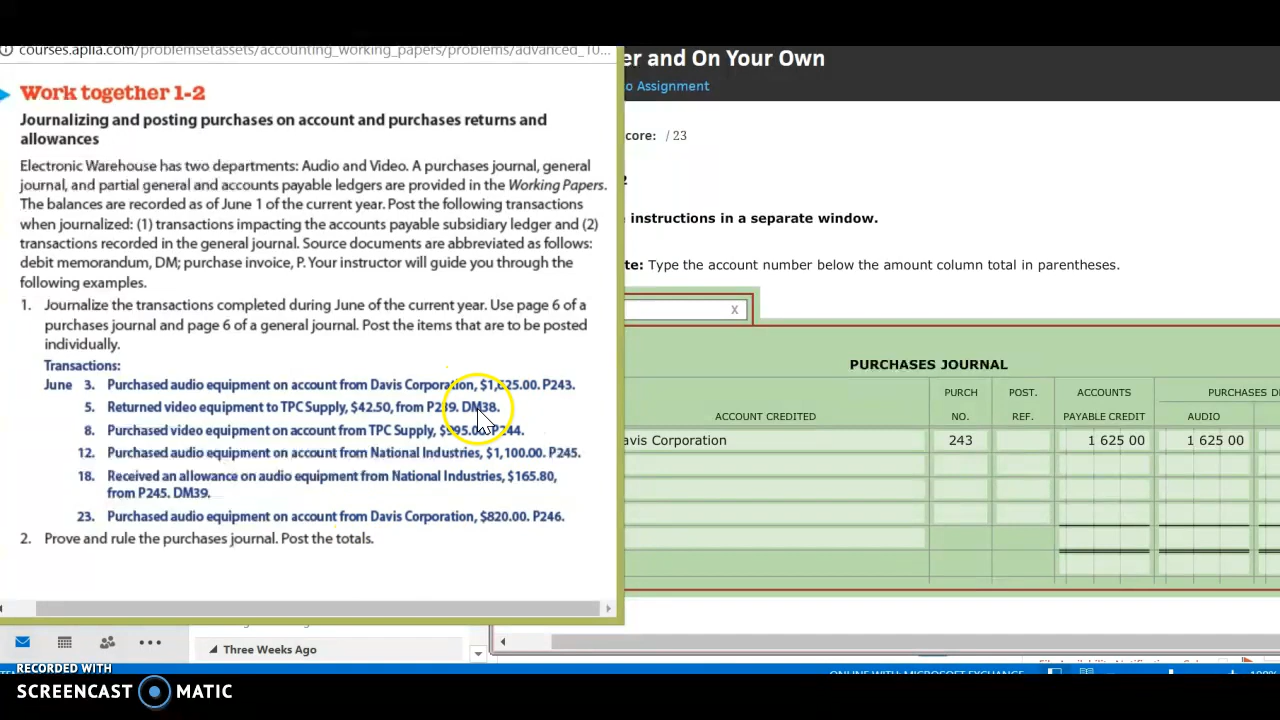 courses.aplia.com/problemsetassets/accounting_working_papers/problems/advanced_10...
Work together 1-2
Journalizing and posting purchases on account and purchases returns and
allowances
Electronic Warehouse has two departments: Audio and Video. A purchases journal, general
journal, and partial general and accounts payable ledgers are provided in the Working Papers.
The balances are recorded as of June 1 of the current year. Post the following transactions
when journalized: (1) transactions impacting the accounts payable subsidiary ledger and (2)
transactions recorded in the general journal. Source documents are abbreviated as follows:
debit memorandum, DM; purchase invoice, P. Your instructor will guide you through the
following examples.
1. Journalize the transactions completed during June of the current year. Use page 6 of a
purchases journal and page 6 of a general journal. Post the items that are to be posted
individually.
Transactions:
June 3. Purchased audio equipment on account from Davis Corporation, $1,625.00. P243.
5. Returned video equipment to TPC Supply, $42.50, from P239. DM38.
8. Purchased video equipment on account from TPC Supply, $995.00. P244.
12. Purchased audio equipment on account from National Industries, $1,100.00. P245.
18. Received an allowance on audio equipment from National Industries, $165.80,
from P245. DM39.
23. Purchased audio equipment on account from Davis Corporation, $820.00. P246.
2. Prove and rule the purchases journal. Post the totals.
er and On Your Own
o Assignment
core: / 23
2
instructions in a separate window.
te: Type the account number below the amount column total in parentheses.
X
PURCHASES JOURNAL
PURCH POST. ACCOUNTS PURCHASES D
ACCOUNT CREDITED NO. REF. PAYABLE CREDIT AUDIO
avis Corporation 243 1 625 00 1 625 00
Three Weeks Ago
ONLINE WITH MICROSOFT EXCHANGE
100%
RECORDED WITH
SCREENCAST MATIC